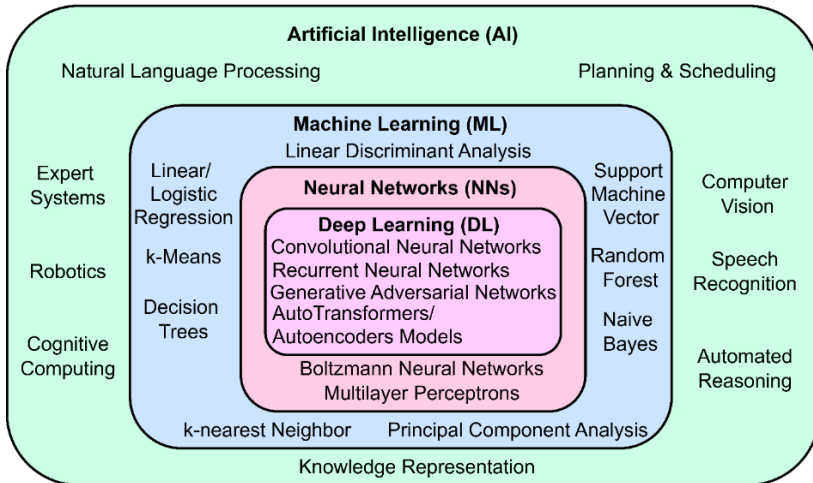 Artificial Intelligence (AI)
Natural Language Processing
Planning & Scheduling
Expert
Systems
Robotics
Cognitive
Computing
Machine Learning (ML)
Linear Discriminant Analysis
Linear/
Logistic
Regression
k-Means
Decision
Trees
Neural Networks (NNs)
Deep Learning (DL)
Convolutional Neural Networks
Recurrent Neural Networks
Generative Adversarial Networks
AutoTransformers/
Autoencoders Models
Boltzmann Neural Networks
Multilayer Perceptrons
Support
Machine
Vector
Random
Forest
Naive
Bayes
k-nearest Neighbor
Principal Component Analysis
Computer
Vision
Speech
Recognition
Automated
Reasoning
Knowledge Representation